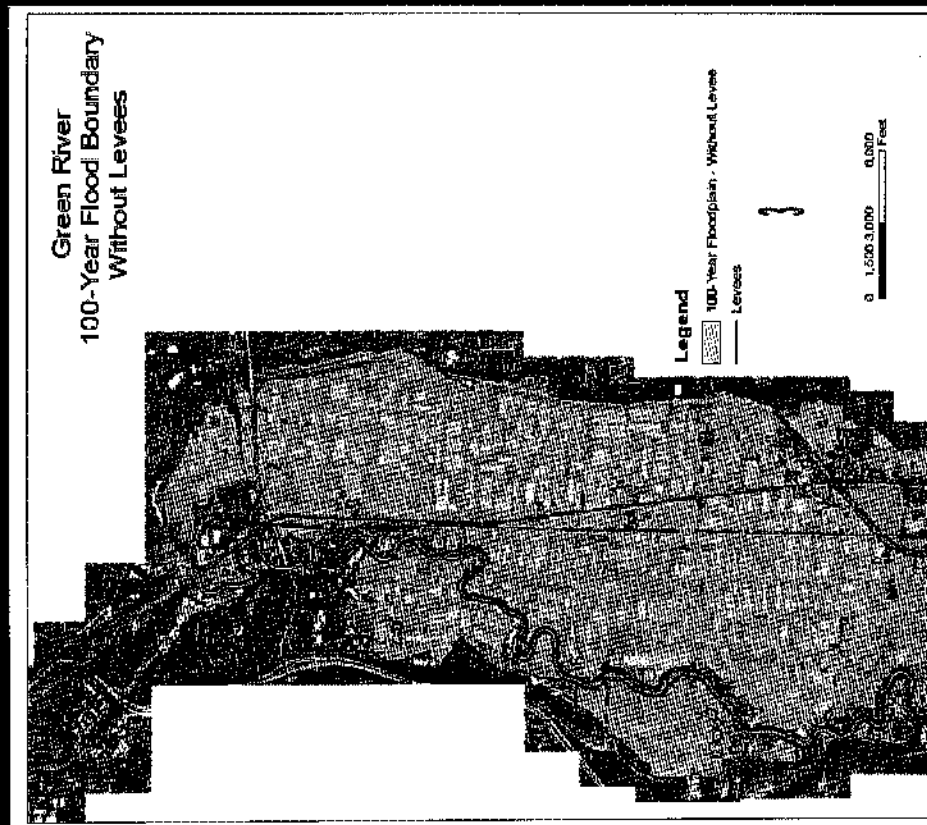 Green River
100-Year Flood Boundary
Without Levees
Legend
100-Year Floodplain - Without Levee
Levees
0 1,500 3,000 6,000
Feet